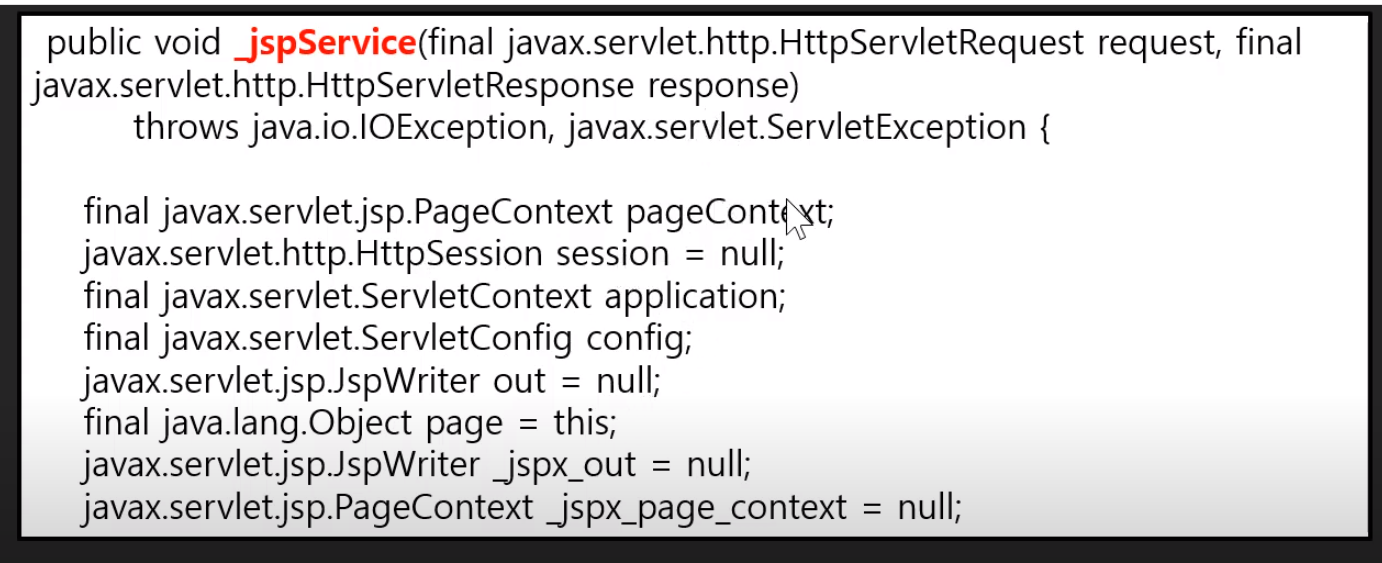 public void _jspService(final javax.servlet.http.HttpServletRequest request, final
javax.servlet.http.HttpServletResponse response)
throws java.io.IOException, javax.servlet.ServletException {
final javax.servlet.jsp.PageContext pageContext;
javax.servlet.http.HttpSession session = null;
final javax.servlet.ServletContext application;
final javax.servlet.ServletConfig config;
javax.servlet.jsp.JspWriter out = null;
final java.lang.Object page = this;
javax.servlet.jsp.JspWriter _jspx_out = null;
javax.servlet.jsp.PageContext _jspx_page_context = null;